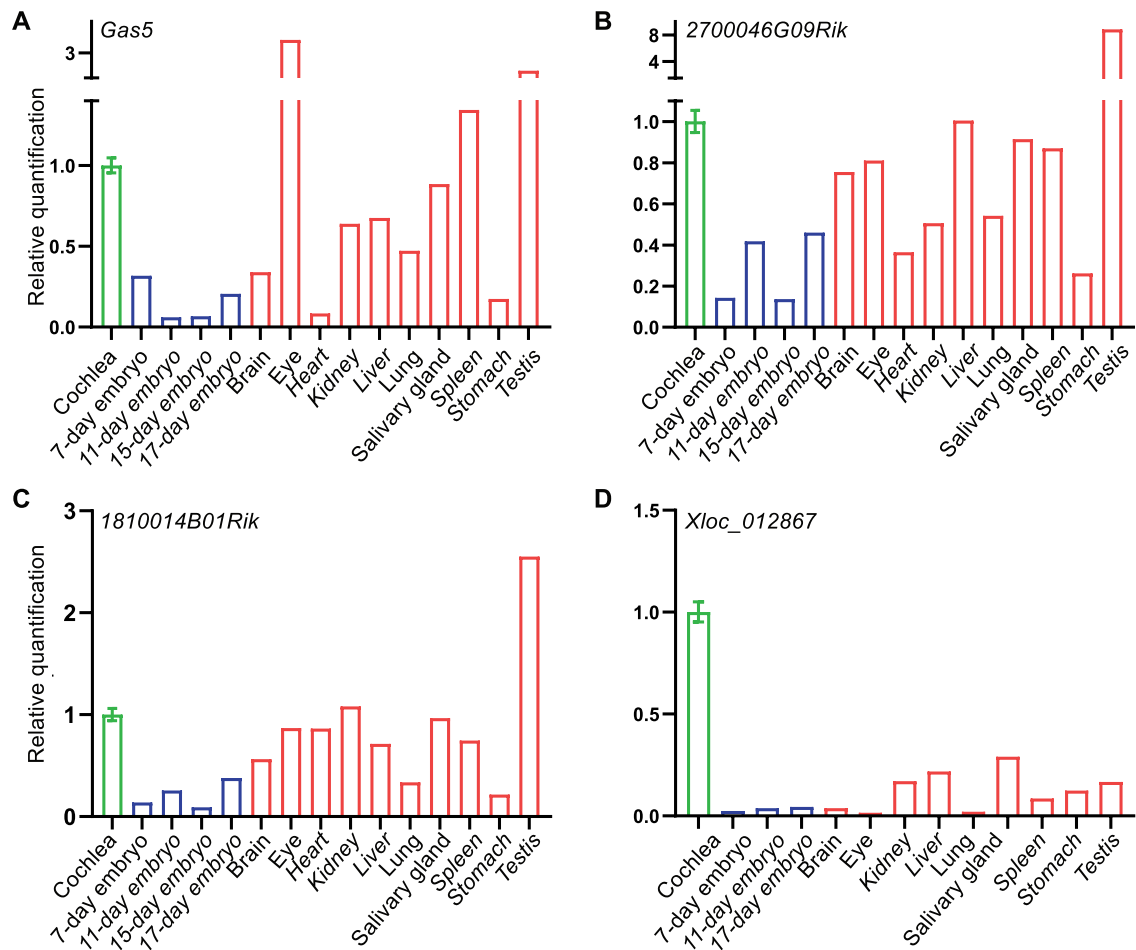 A
Gas5
Relative quantification
3
1.0
0.5
0.0
Cochlea
7-day embryo
11-day embryo
15-day embryo
17-day embryo
Brain
Eye
Heart
Kidney
Liver
Lung
Salivary gland
Spleen
Stomach
Testis
B
2700046G09Rik
8
4
1.0
0.8
0.6
0.4
0.2
0.0
Cochlea
7-day embryo
11-day embryo
15-day embryo
17-day embryo
Brain
Eye
Heart
Kidney
Liver
Lung
Salivary gland
Spleen
Stomach
Testis
C
1810014B01Rik
Relative quantification
3
2
1
0
Cochlea
7-day embryo
11-day embryo
15-day embryo
17-day embryo
Brain
Eye
Heart
Kidney
Liver
Lung
Salivary gland
Spleen
Stomach
Testis
D
Xloc_012867
1.5
1.0
0.5
0.0
Cochlea
7-day embryo
11-day embryo
17-day embryo
Brain
Eye
Kidney
Liver
Lung
Salivary gland
Spleen
Stomach
Testis